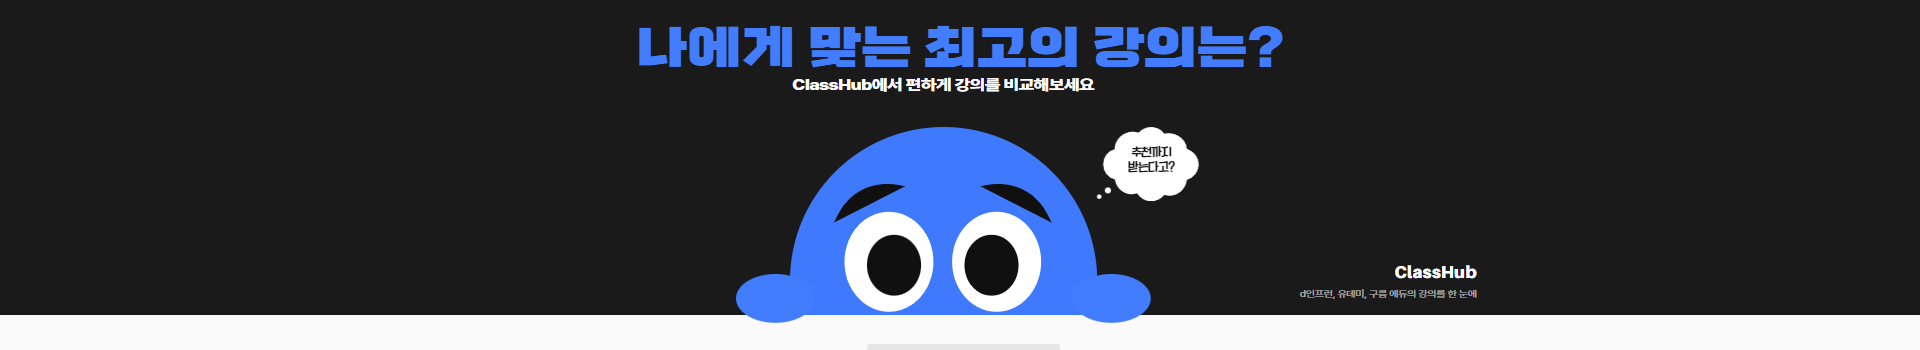 나에게 맞는 최고의 강의는?
ClassHub에서 편하게 강의를 비교해보세요
추천까지
받는다고?
ClassHub
d인프런, 유데미, 구름 에듀의 강의를 한 눈에